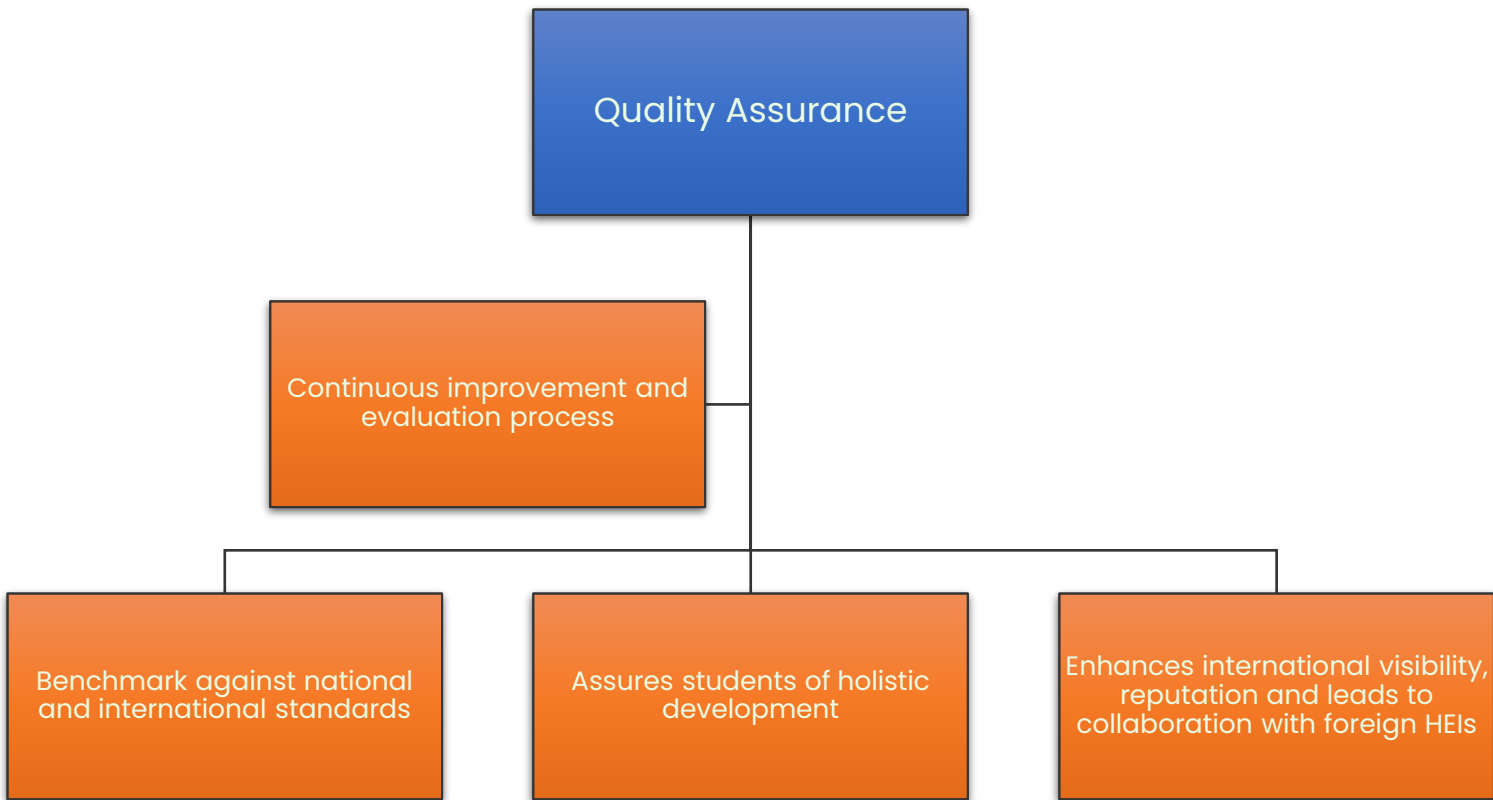 Quality Assurance
Continuous improvement and
evaluation process
Benchmark against national
and international standards
Assures students of holistic
development
Enhances international visibility,
reputation and leads to
collaboration with foreign HEIs